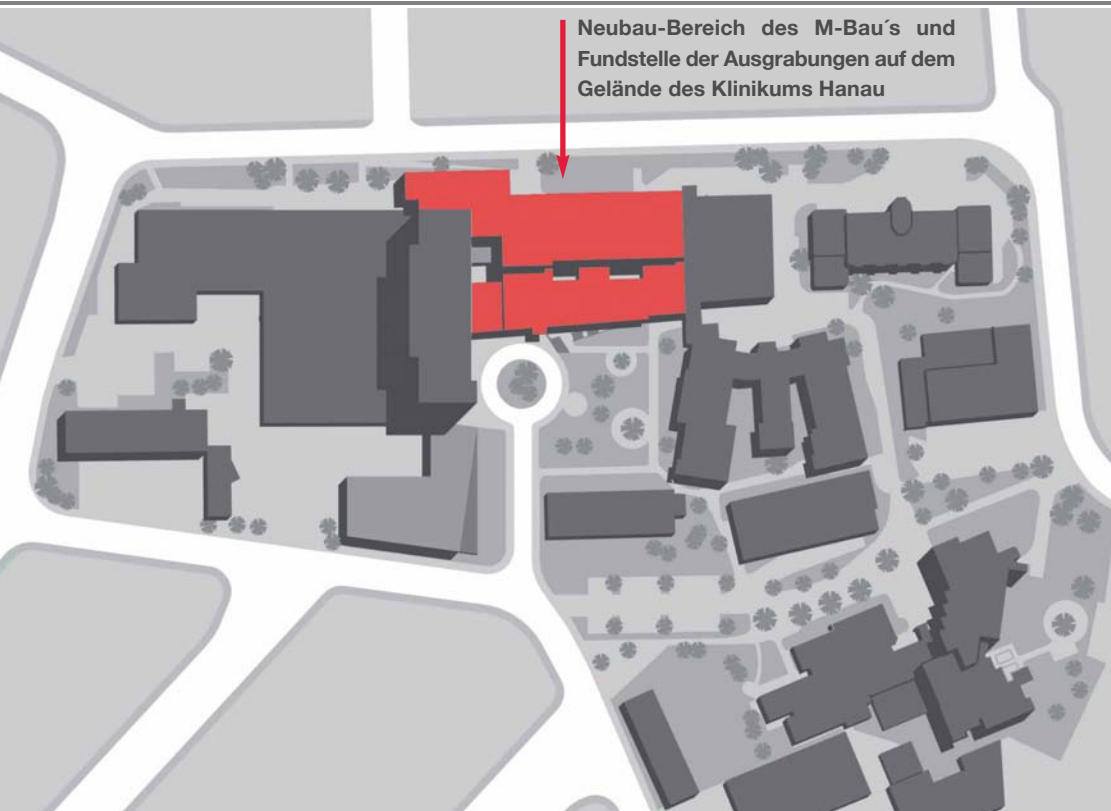 Neubau-Bereich des M-Bau´s und
Fundstelle der Ausgrabungen auf dem
Gelände des Klinikums Hanau